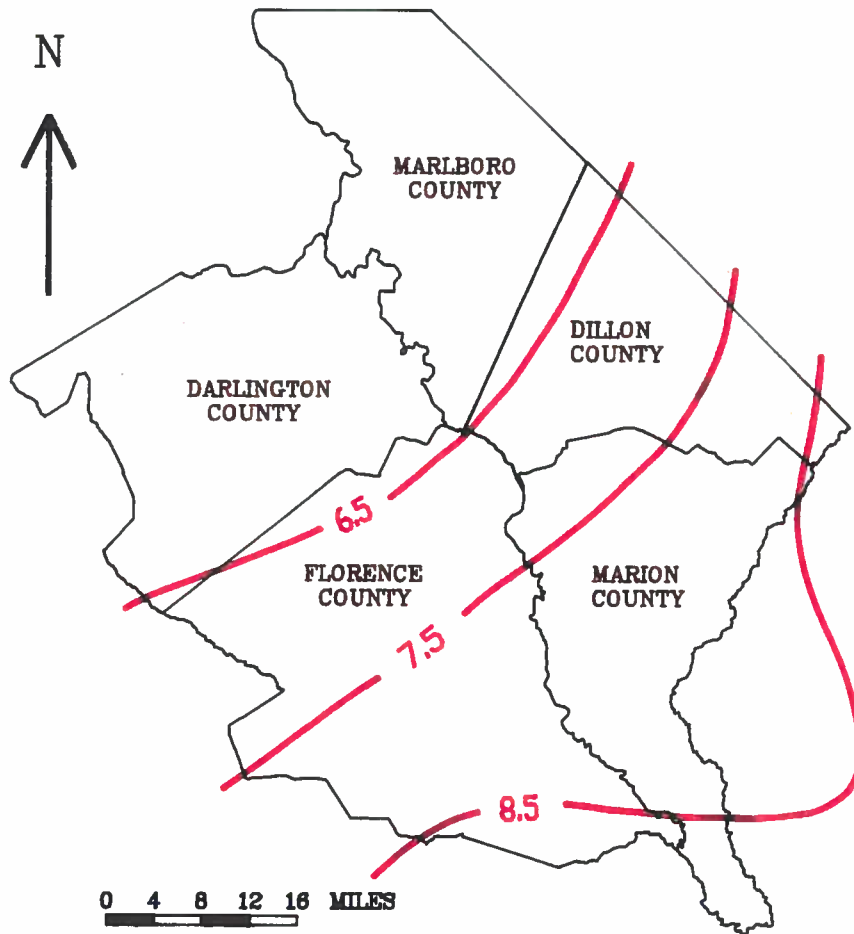 N
MARLBORO
COUNTY
DILLON
COUNTY
DARLINGTON
COUNTY
6.5
FLORENCE
COUNTY
MARION
COUNTY
7.5
8.5
0 4 8 12 16 MILES